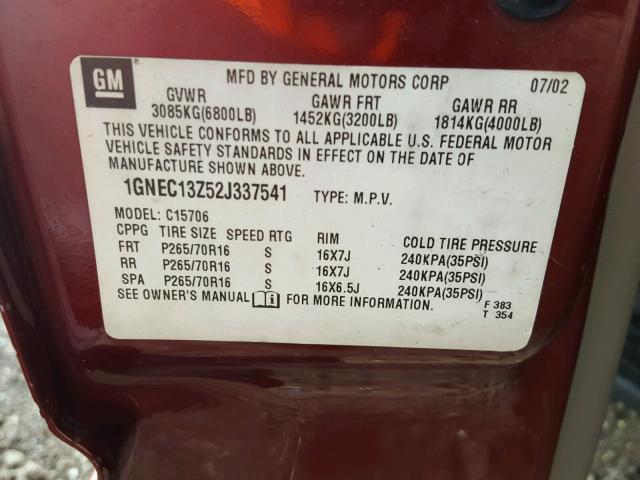 GM
MFD BY GENERAL MOTORS CORP 07/02
GVWR GAWR FRT GAWR RR
3085KG(6800LB) 1452KG(3200LB) 1814KG(4000LB)
THIS VEHICLE CONFORMS TO ALL APPLICABLE U.S. FEDERAL MOTOR
VEHICLE SAFETY STANDARDS IN EFFECT ON THE DATE OF
MANUFACTURE SHOWN ABOVE.
1GNEC13Z52J337541 TYPE: M.P.V.
MODEL: C15706
CPPG TIRE SIZE SPEED RTG RIM COLD TIRE PRESSURE
FRT P265/70R16 S 16X7J 240KPA(35PSI)
RR P265/70R16 S 16X7J 240KPA(35PSI)
SPA P265/70R16 S 16X6.5J 240KPA(35PSI)
SEE OWNER'S MANUAL FOR MORE INFORMATION. F 383
T 354